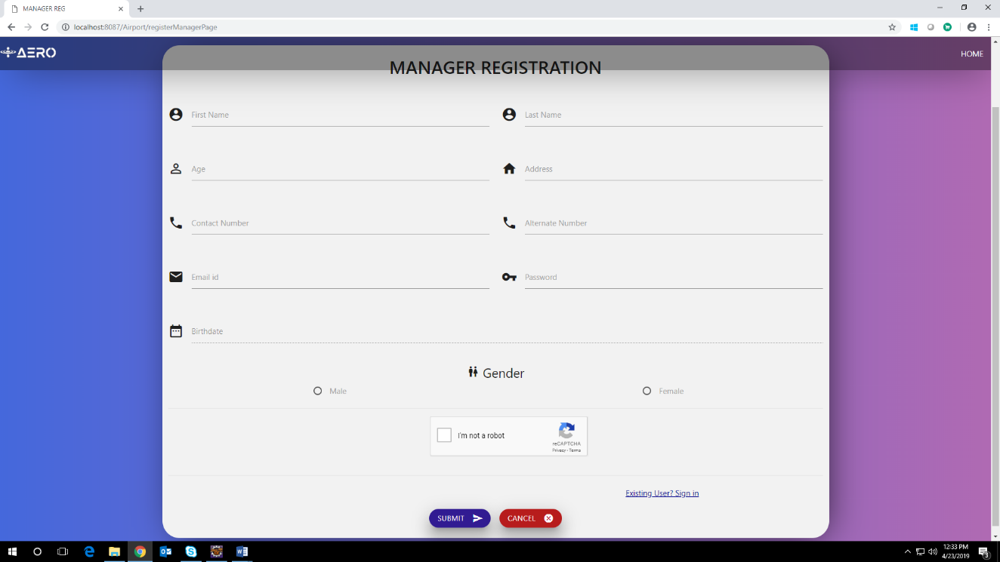 MANAGER REG
localhost:8087/Airport/registerManagerPage
AERO
HOME
MANAGER REGISTRATION
First Name
Last Name
Age
Address
Contact Number
Alternate Number
Email id
Password
Birthdate
Gender
Male
Female
I'm not a robot
reCAPTCHA
Privacy - Terms
Existing User? Sign in
SUBMIT
CANCEL
12:33 PM
4/23/2019
3